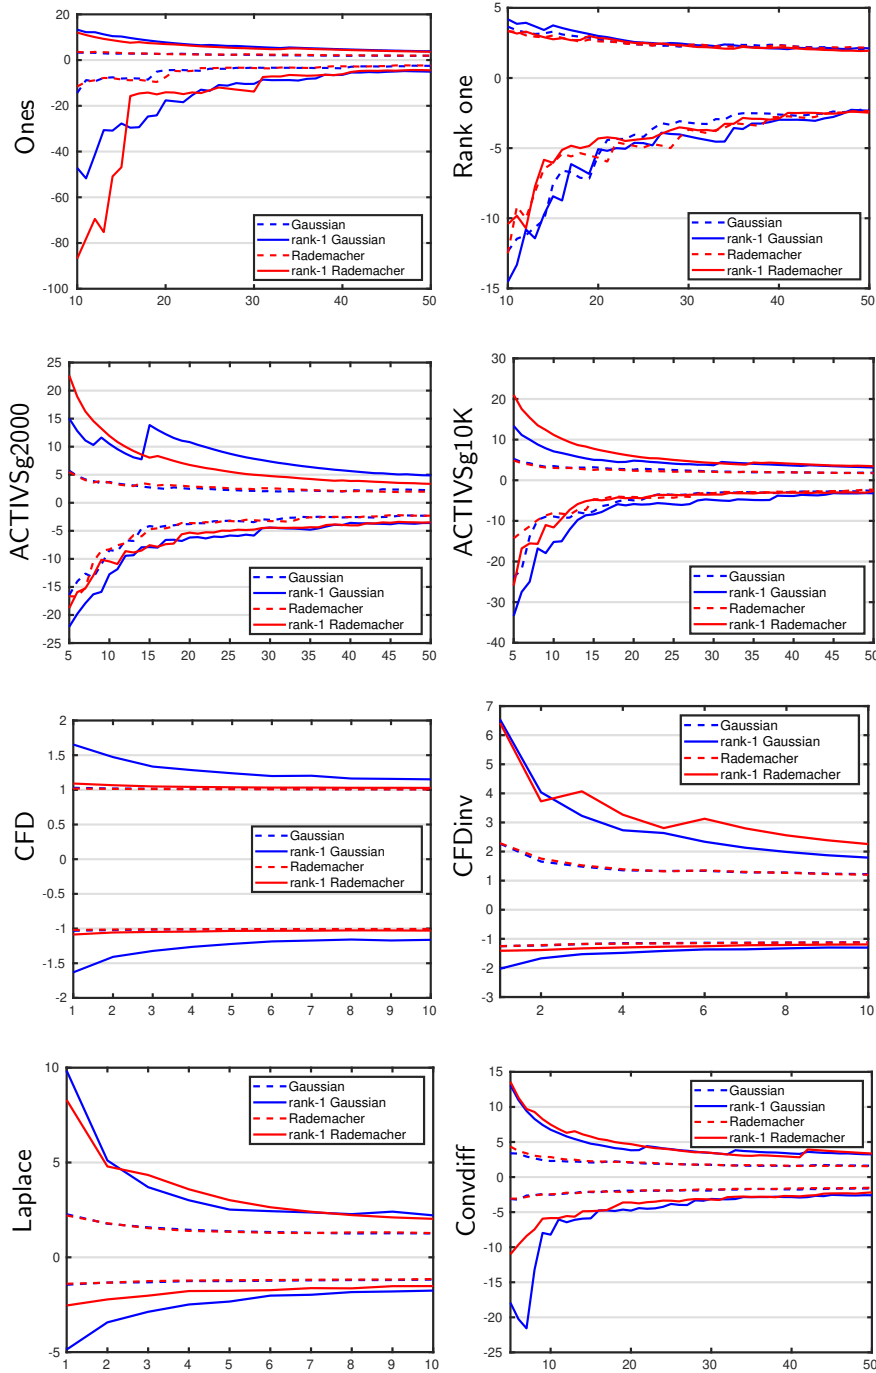 Ones
20
0
-20
-40
-60
-80
-100
10 20 30 40 50
Gaussian
rank-1 Gaussian
Rademacher
rank-1 Rademacher
Rank one
5
0
-5
-10
-15
10 20 30 40 50
Gaussian
rank-1 Gaussian
Rademacher
rank-1 Rademacher
ACTIVSg2000
25
20
15
10
5
0
-5
-10
-15
-20
-25
5 10 15 20 25 30 35 40 45 50
Gaussian
rank-1 Gaussian
Rademacher
rank-1 Rademacher
ACTIVSg10K
30
20
10
0
-10
-20
-30
-40
5 10 15 20 25 30 35 40 45 50
Gaussian
rank-1 Gaussian
Rademacher
rank-1 Rademacher
CFD
2
1.5
1
0.5
0
-0.5
-1
-1.5
-2
1 2 3 4 5 6 7 8 9 10
Gaussian
rank-1 Gaussian
Rademacher
rank-1 Rademacher
CFDinv
7
6
5
4
3
2
1
0
-1
-2
-3
2 4 6 8 10
Gaussian
rank-1 Gaussian
Rademacher
rank-1 Rademacher
Laplace
10
5
0
-5
1 2 3 4 5 6 7 8 9 10
Gaussian
rank-1 Gaussian
Rademacher
rank-1 Rademacher
Convdiff
15
10
5
0
-5
-10
-15
-20
-25
10 20 30 40 50
Gaussian
rank-1 Gaussian
Rademacher
rank-1 Rademacher